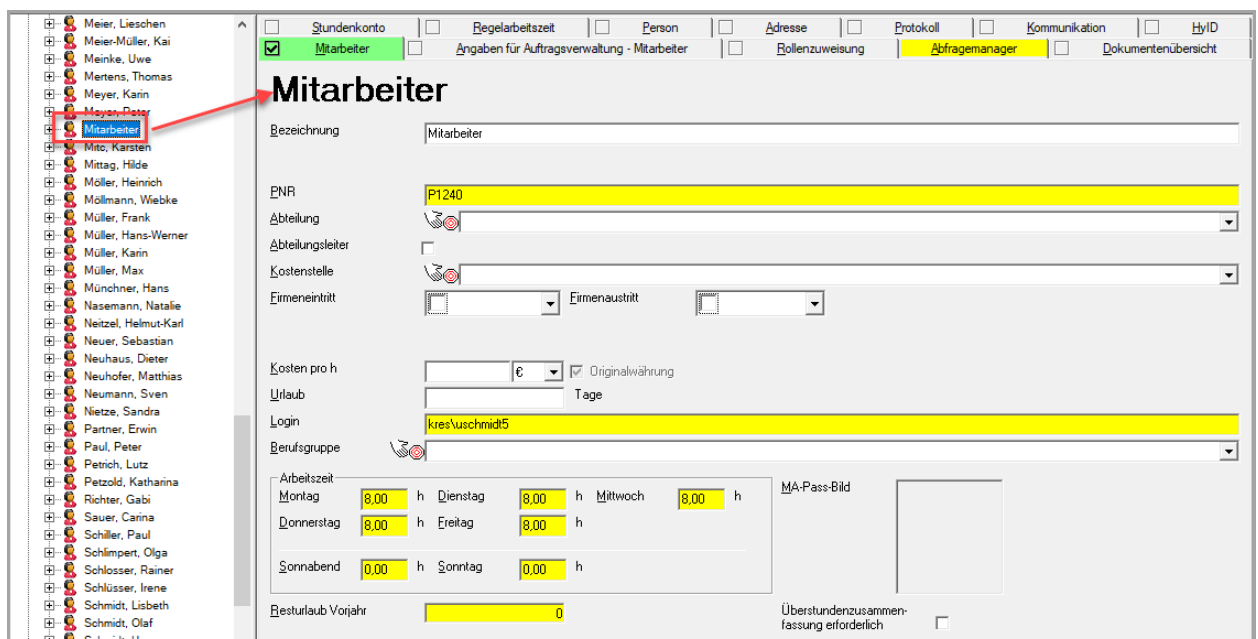 Meier, Lieschen
Meier-Müller, Kai
Meinke, Uwe
Mertens, Thomas
Meyer, Karin
Meyer, Peter
Mitarbeiter
Mito, Karsten
Mittag, Hilde
Möller, Heinrich
Möllmann, Wiebke
Müller, Frank
Müller, Hans-Werner
Müller, Karin
Müller, Max
Münchner, Hans
Nasemann, Natalie
Neitzel, Helmut-Karl
Neuer, Sebastian
Neuhaus, Dieter
Neuhofer, Matthias
Neumann, Sven
Nietze, Sandra
Partner, Erwin
Paul, Peter
Petrich, Lutz
Petzold, Katharina
Richter, Gabi
Sauer, Carina
Schiller, Paul
Schlimpert, Olga
Schlosser, Rainer
Schlüsser, Irene
Schmidt, Lisbeth
Schmidt, Olaf
Stundenkonto Regelarbeitszeit Person Adresse Protokoll Kommunikation HyID
Mitarbeiter Angaben für Auftragsverwaltung - Mitarbeiter Rollenzuweisung Abfragemanager Dokumentenübersicht
Mitarbeiter
Bezeichnung Mitarbeiter
PNR P1240
Abteilung
Abteilungsleiter
Kostenstelle
Firmeneintritt Firmenaustritt
Kosten pro h € Originalwährung
Urlaub Tage
Login kres\uschmidt5
Berufsgruppe
Arbeitszeit
Montag 8,00 h Dienstag 8,00 h Mittwoch 8,00 h
Donnerstag 8,00 h Freitag 8,00 h
Sonnabend 0,00 h Sonntag 0,00 h
MA-Pass-Bild
Resturlaub Vorjahr 0
Überstundenzusammen-
fassung erforderlich